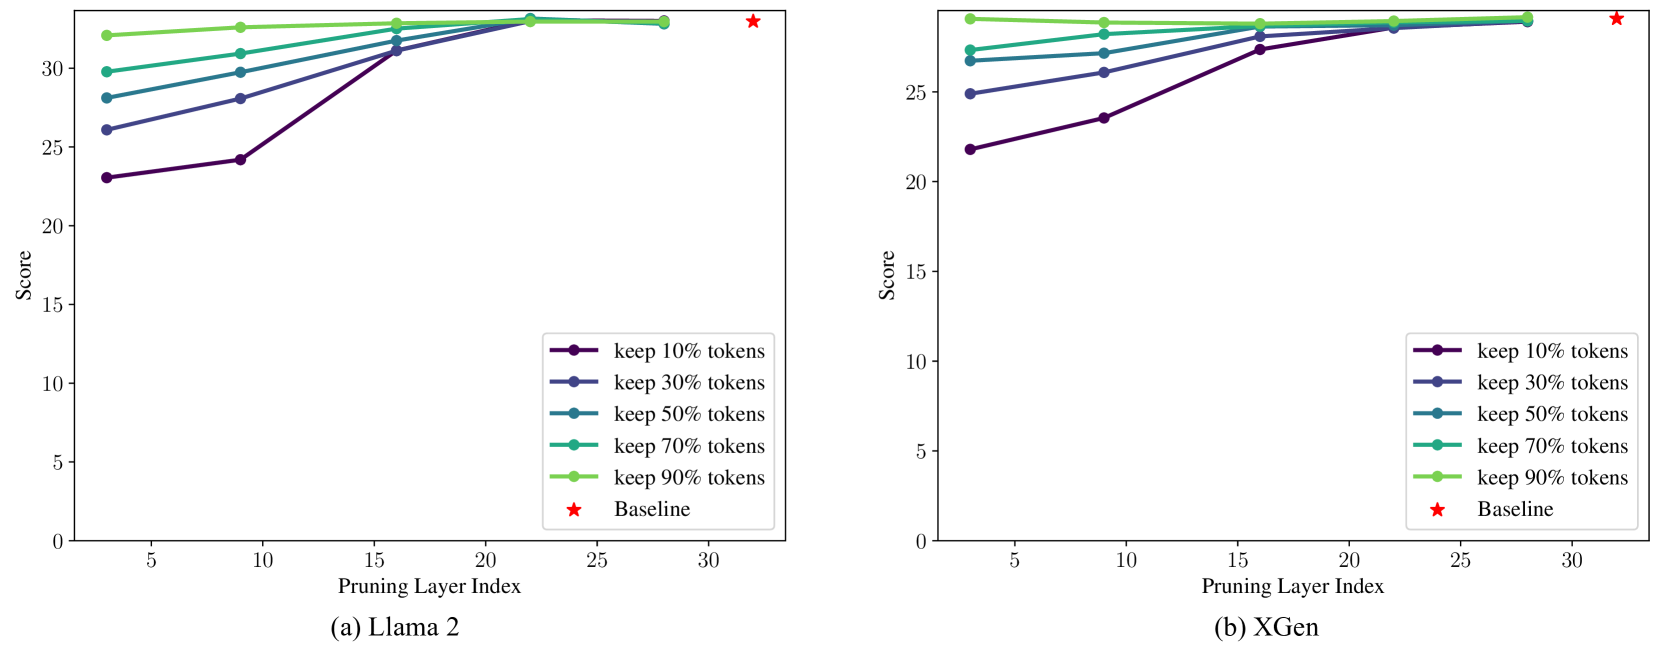 30
25
20
15
10
5
0
Score
5 10 15 20 25 30
Pruning Layer Index
keep 10% tokens
keep 30% tokens
keep 50% tokens
keep 70% tokens
keep 90% tokens
Baseline
(a) Llama 2
25
20
15
10
5
0
Score
5 10 15 20 25 30
Pruning Layer Index
keep 10% tokens
keep 30% tokens
keep 50% tokens
keep 70% tokens
keep 90% tokens
Baseline
(b) XGen